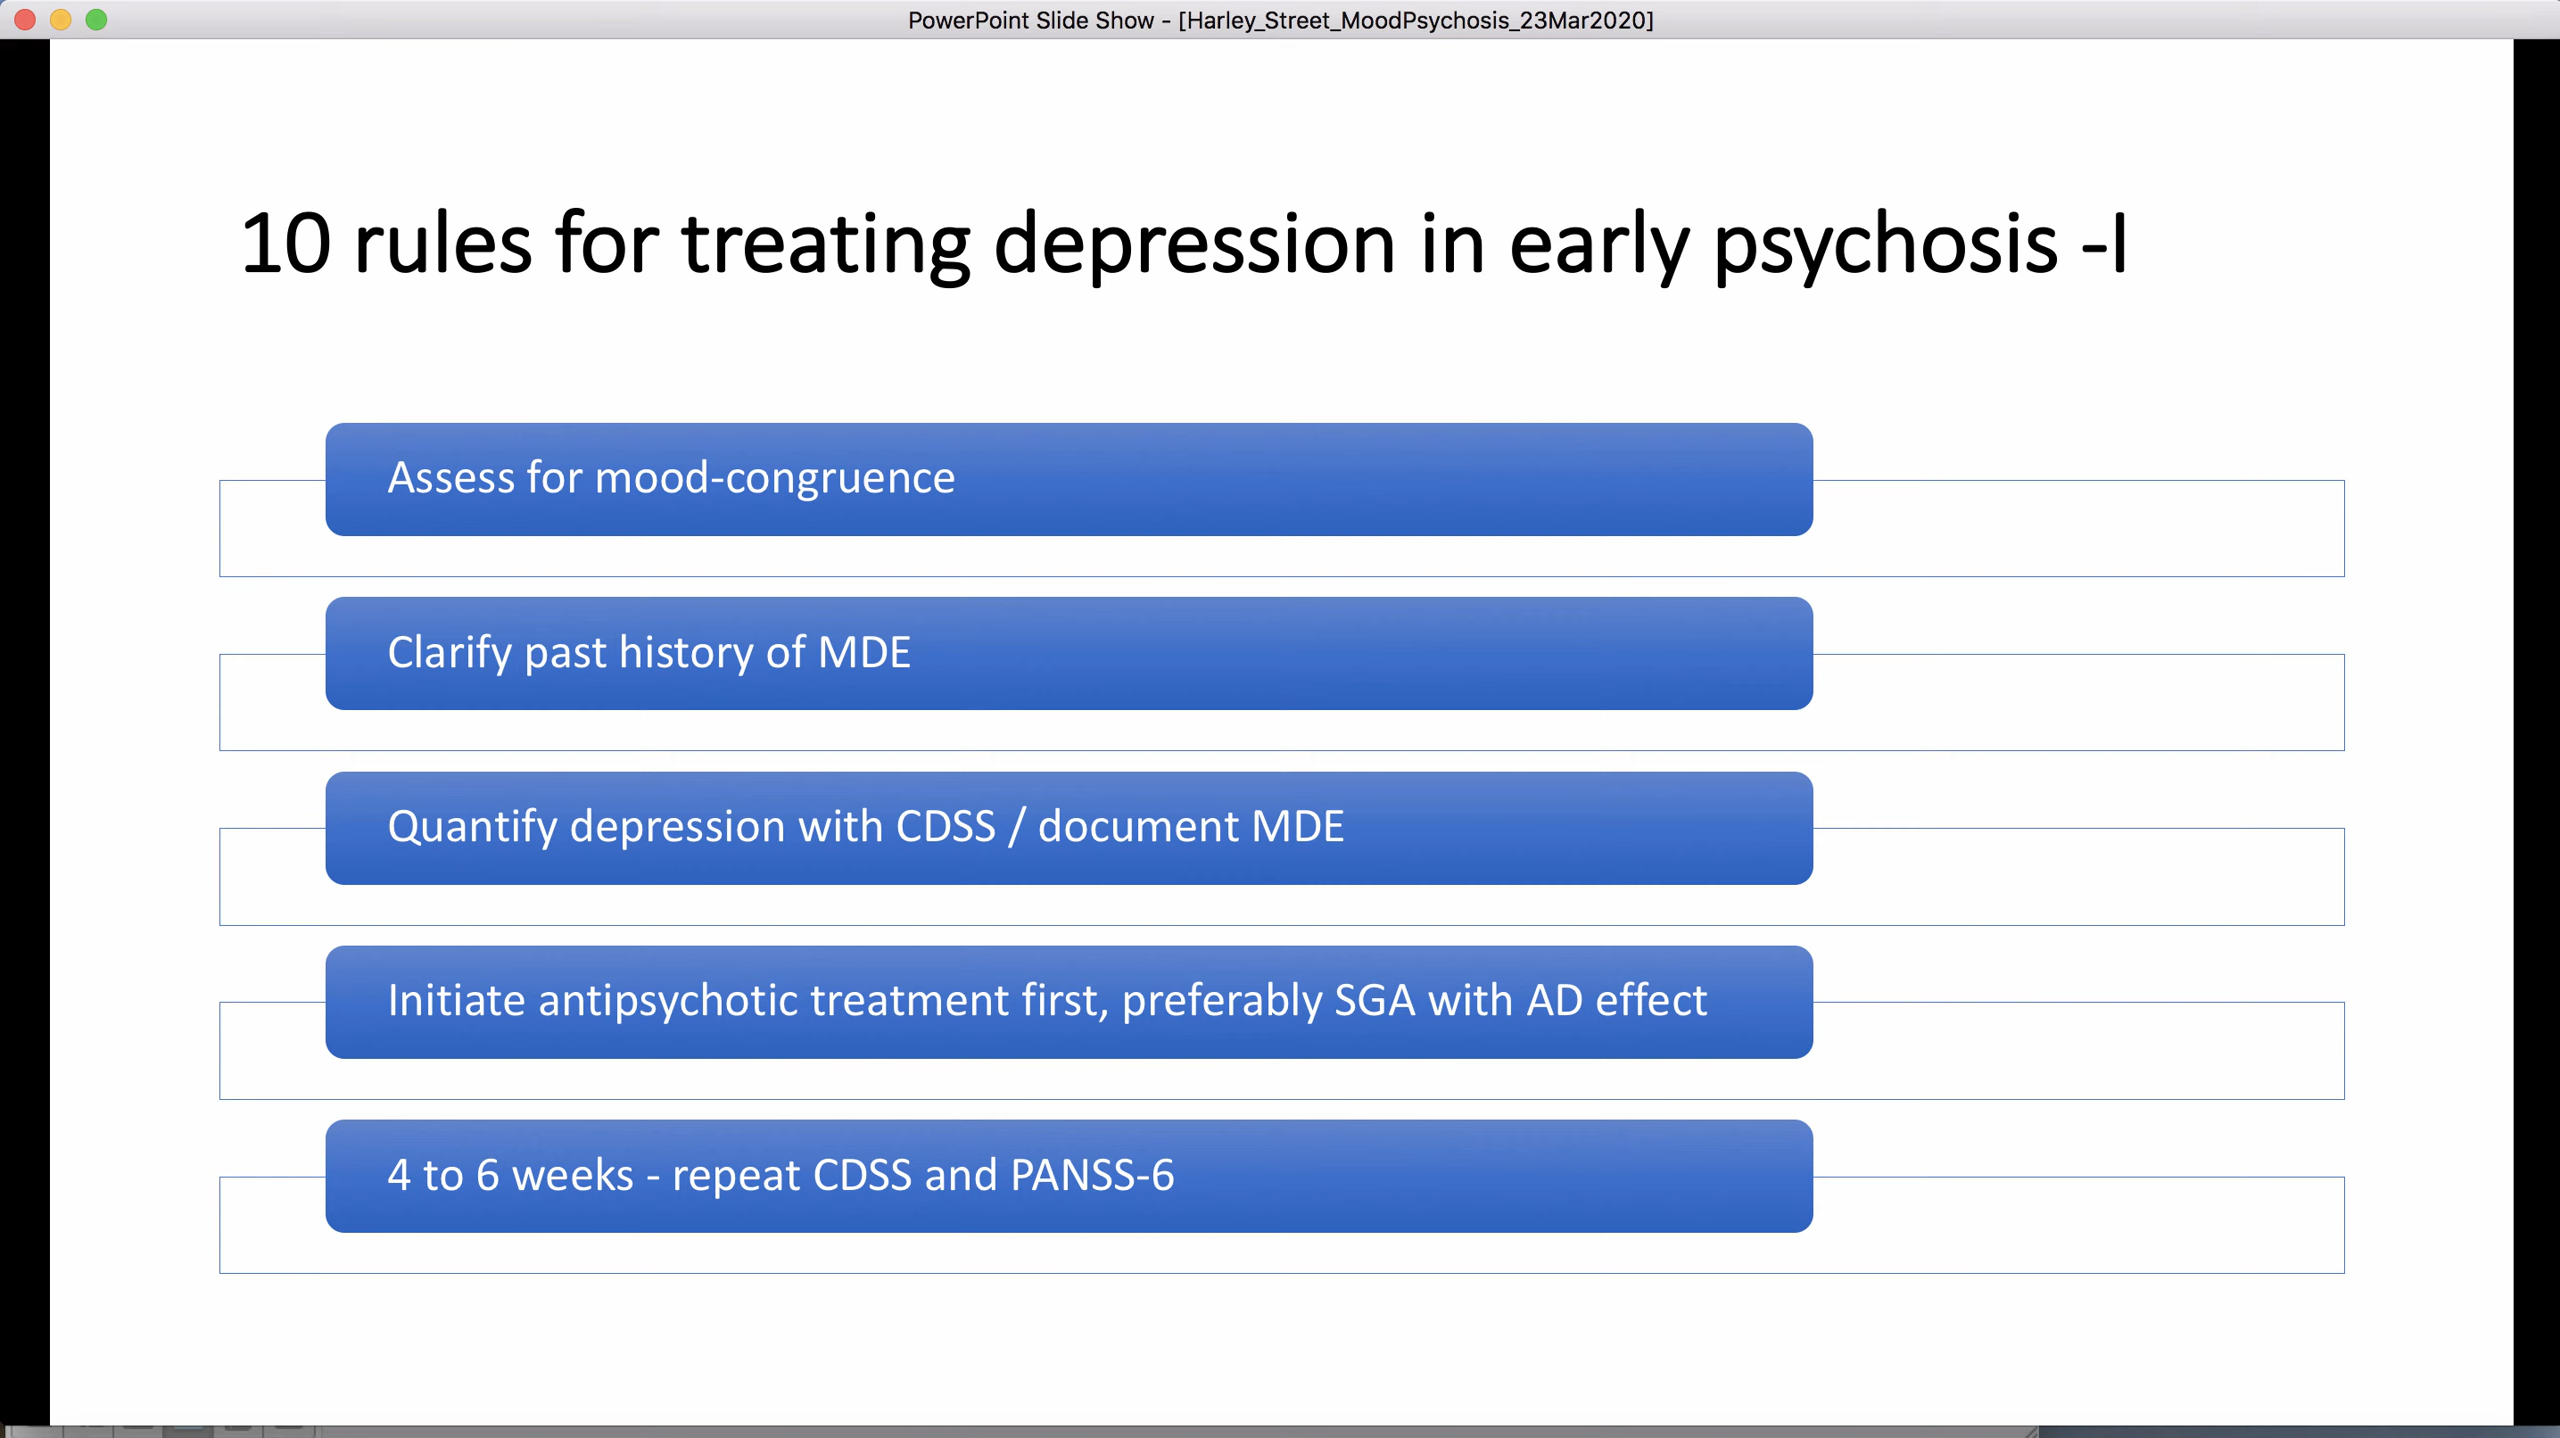 PowerPoint Slide Show - [Harley_Street_MoodPsychosis_23Mar2020]
10 rules for treating depression in early psychosis -I
Assess for mood-congruence
Clarify past history of MDE
Quantify depression with CDSS / document MDE
Initiate antipsychotic treatment first, preferably SGA with AD effect
4 to 6 weeks - repeat CDSS and PANSS-6